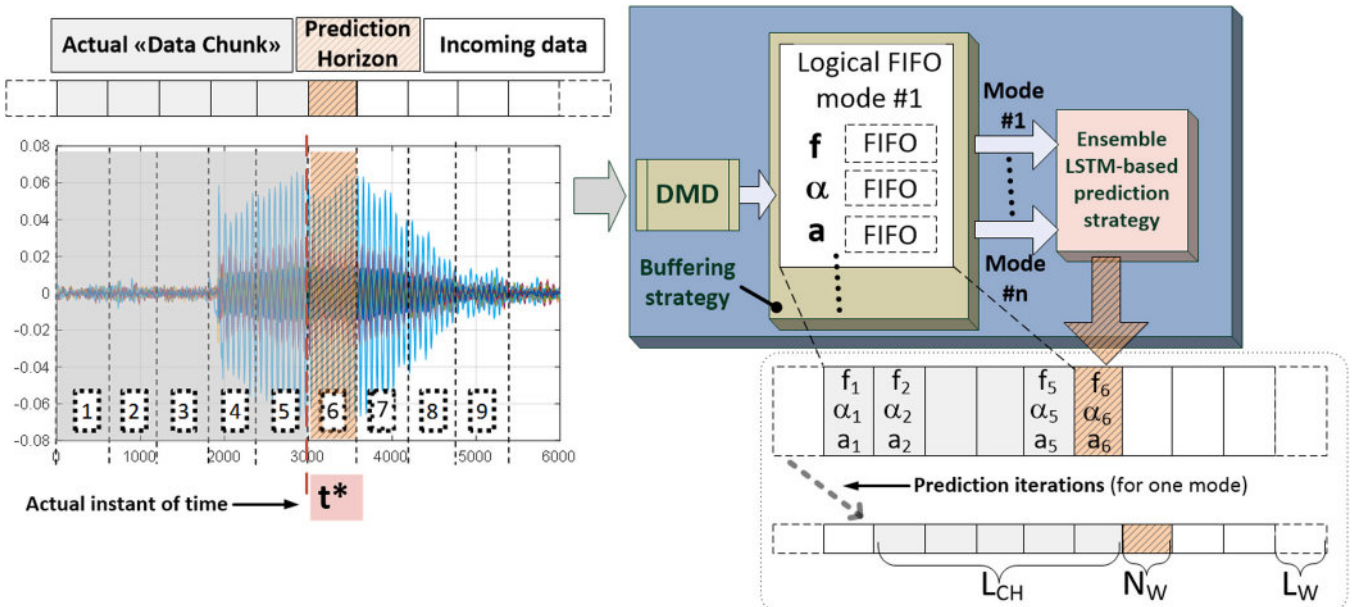 Actual «Data Chunk»
Prediction
Horizon
Incoming data
0.08
0.06
0.04
0.02
0
-0.02
-0.04
-0.06
-0.08
1
2
3
4
5
6
7
8
9
0
1000
2000
3000
4000
5000
6000
Actual instant of time
t*
DMD
Logical FIFO
mode #1
f FIFO
α FIFO
a FIFO
Buffering
strategy
Mode
#1
Mode
#n
Ensemble
LSTM-based
prediction
strategy
f1 f2 f5 f6
α1 α2 α5 α6
a1 a2 a5 a6
Prediction iterations (for one mode)
LCH NW LW